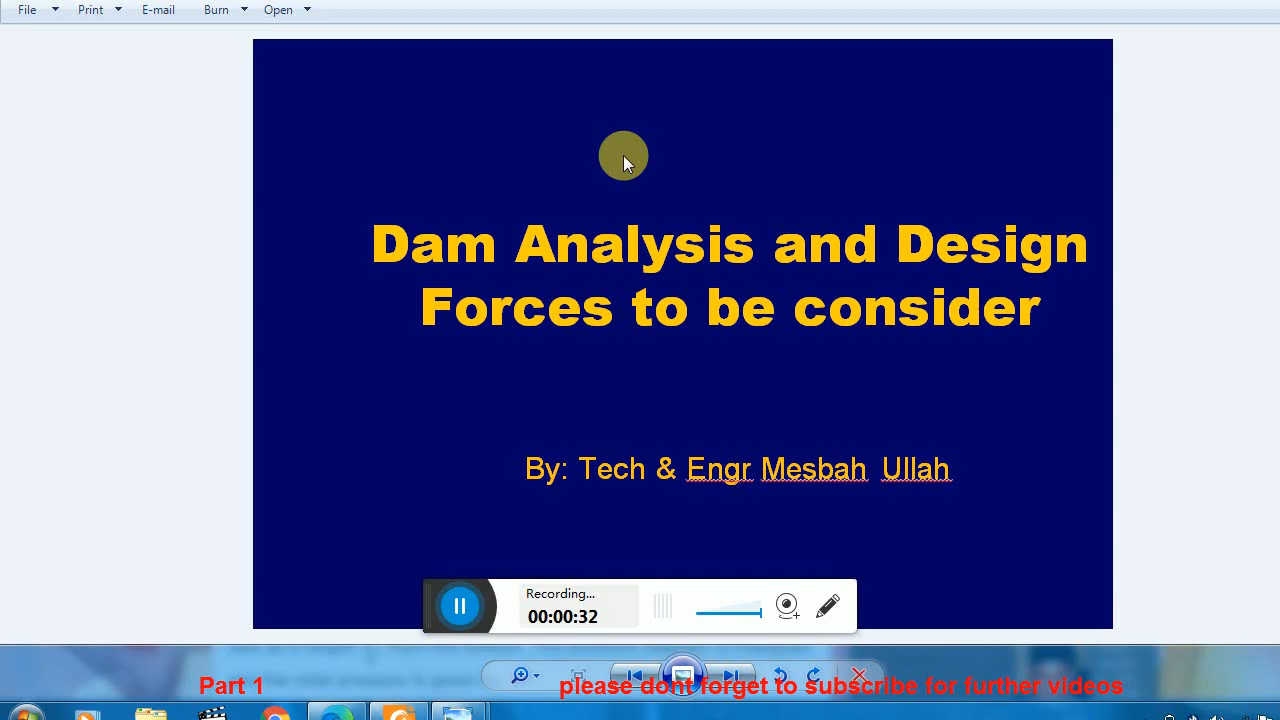 File Print E-mail Burn Open
Dam Analysis and Design
Forces to be consider
By: Tech & Engr Mesbah Ullah
Recording...
00:00:32
Part 1 please dont forget to subscribe for further videos